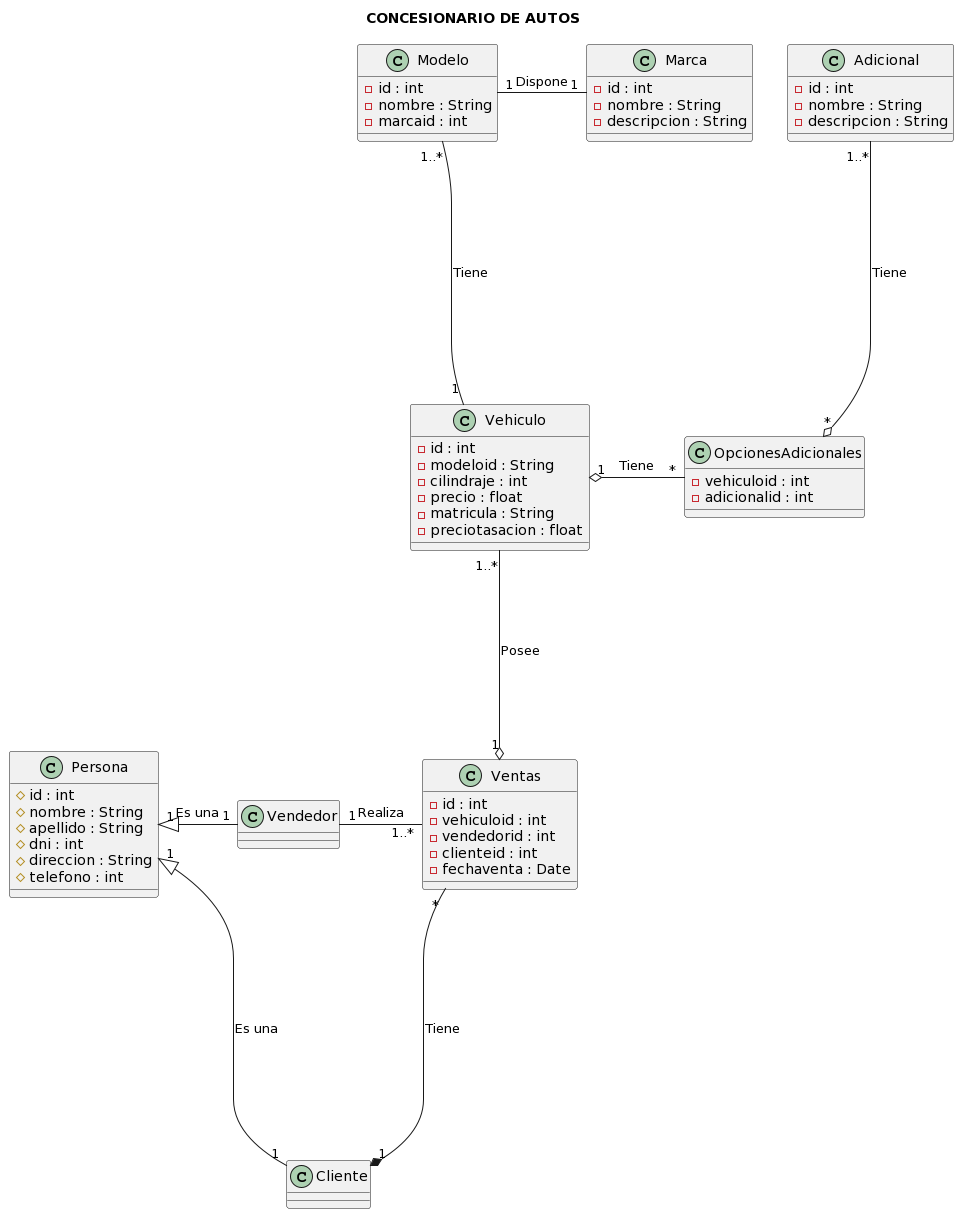 CONCESIONARIO DE AUTOS
C Modelo
id : int
nombre : String
marcaid : int
1 Dispone 1
C Marca
id : int
nombre : String
descripcion : String
C Adicional
id : int
nombre : String
descripcion : String
1..*
Tiene
1
1..*
Tiene
*
C Vehiculo
id : int
modeloid : String
cilindraje : int
precio : float
matricula : String
preciotasacion : float
1 Tiene *
C OpcionesAdicionales
vehiculoid : int
adicionalid : int
1..*
Posee
1
C Persona
id : int
nombre : String
apellido : String
dni : int
direccion : String
telefono : int
1 Es una 1
C Vendedor
1 Realiza 1..*
C Ventas
id : int
vehiculoid : int
vendedorid : int
clienteid : int
fechaventa : Date
1
Es una
1
*
Tiene
1
C Cliente